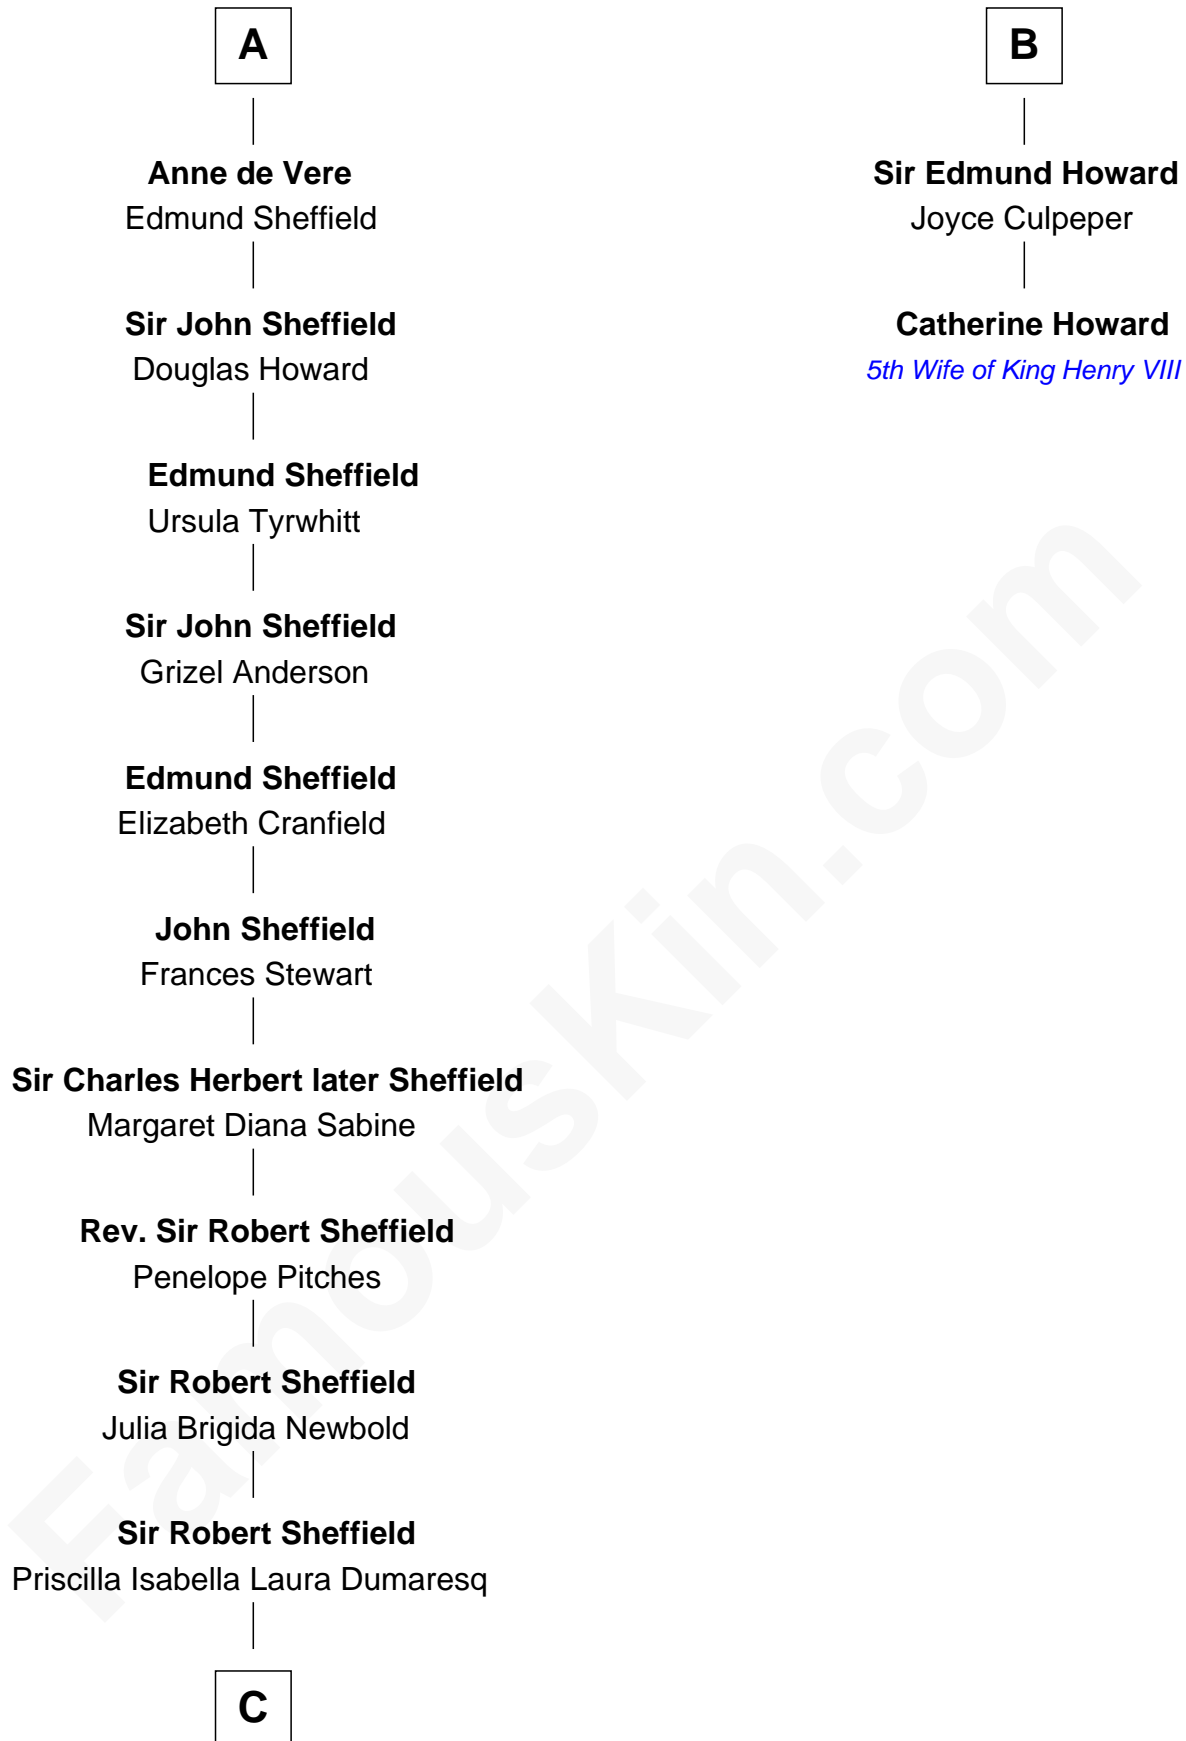 A
Anne de Vere
Edmund Sheffield
Sir John Sheffield
Douglas Howard
Edmund Sheffield
Ursula Tyrwhitt
Sir John Sheffield
Grizel Anderson
Edmund Sheffield
Elizabeth Cranfield
John Sheffield
Frances Stewart
Sir Charles Herbert later Sheffield
Margaret Diana Sabine
Rev. Sir Robert Sheffield
Penelope Pitches
Sir Robert Sheffield
Julia Brigida Newbold
Sir Robert Sheffield
Priscilla Isabella Laura Dumaresq
C
B
Sir Edmund Howard
Joyce Culpeper
Catherine Howard
5th Wife of King Henry VIII
FamousKin.com